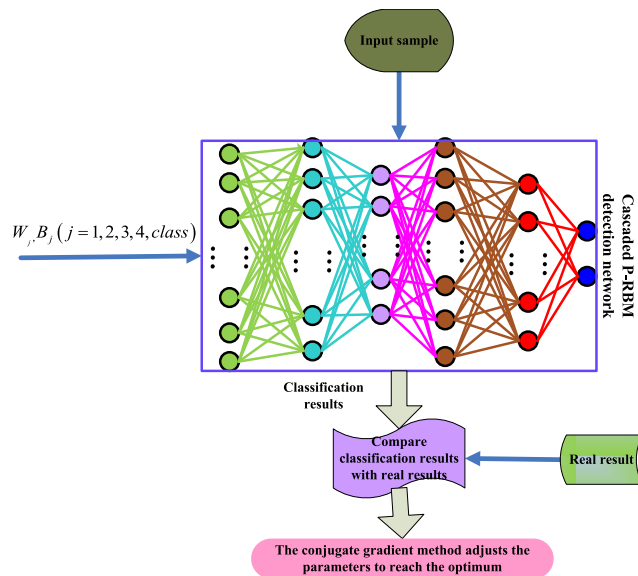 Input sample
W_j, B_j (j = 1, 2, 3, 4, class)
Cascaded P-RBM
detection network
Classification
results
Compare
classification results
with real results
Real result
The conjugate gradient method adjusts the
parameters to reach the optimum